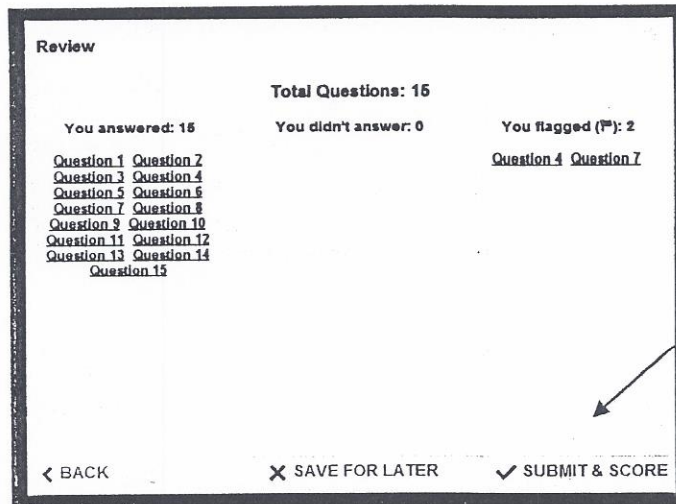 Review
Total Questions: 15
You answered: 15
Question 1 Question 2
Question 3 Question 4
Question 5 Question 6
Question 7 Question 8
Question 9 Question 10
Question 11 Question 12
Question 13 Question 14
Question 15
You didn't answer: 0
You flagged (⚑): 2
Question 4 Question 7
BACK
SAVE FOR LATER
SUBMIT & SCORE